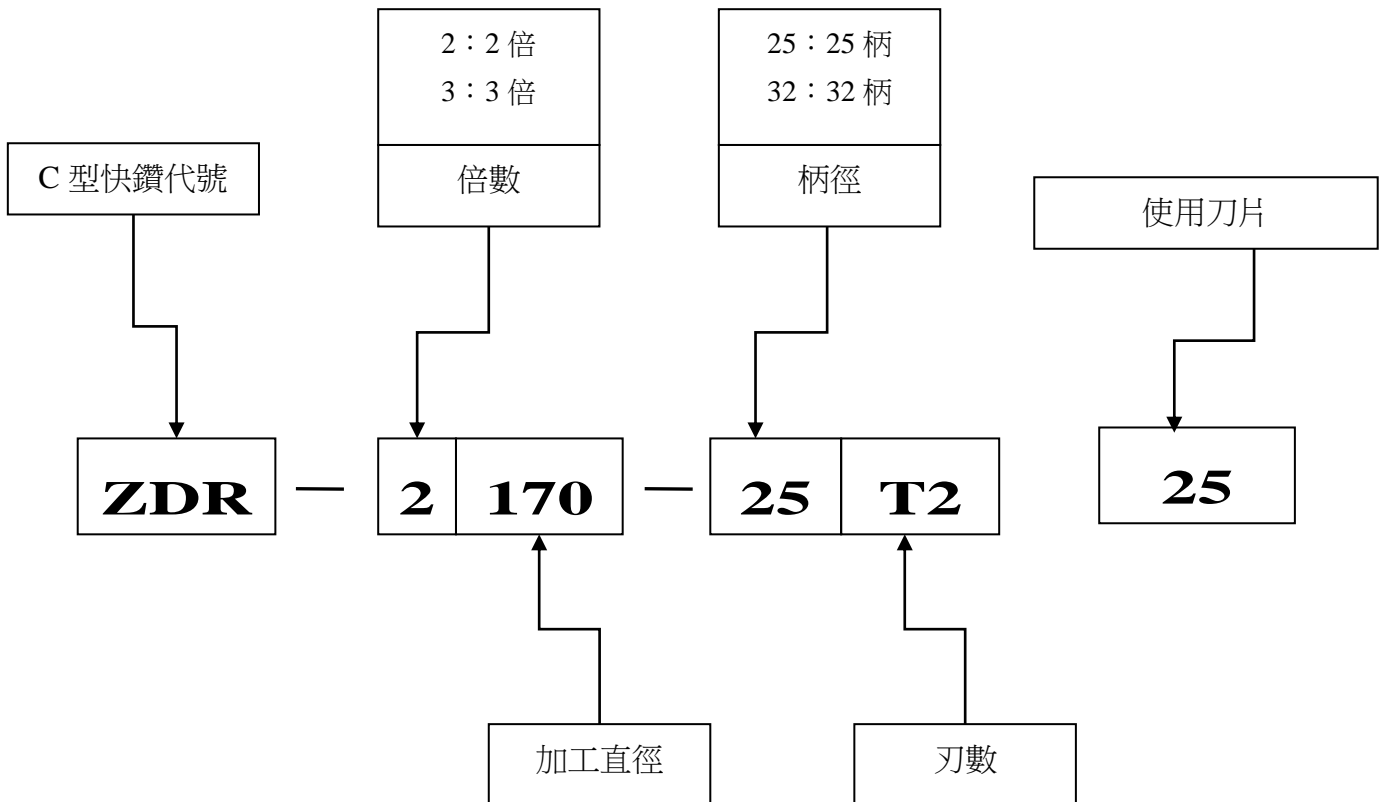 2：2 倍
3：3 倍
25：25 柄
32：32 柄
C 型快鑽代號
倍數
柄徑
使用刀片
ZDR — 2 170 — 25 T2 25
加工直徑
刃數